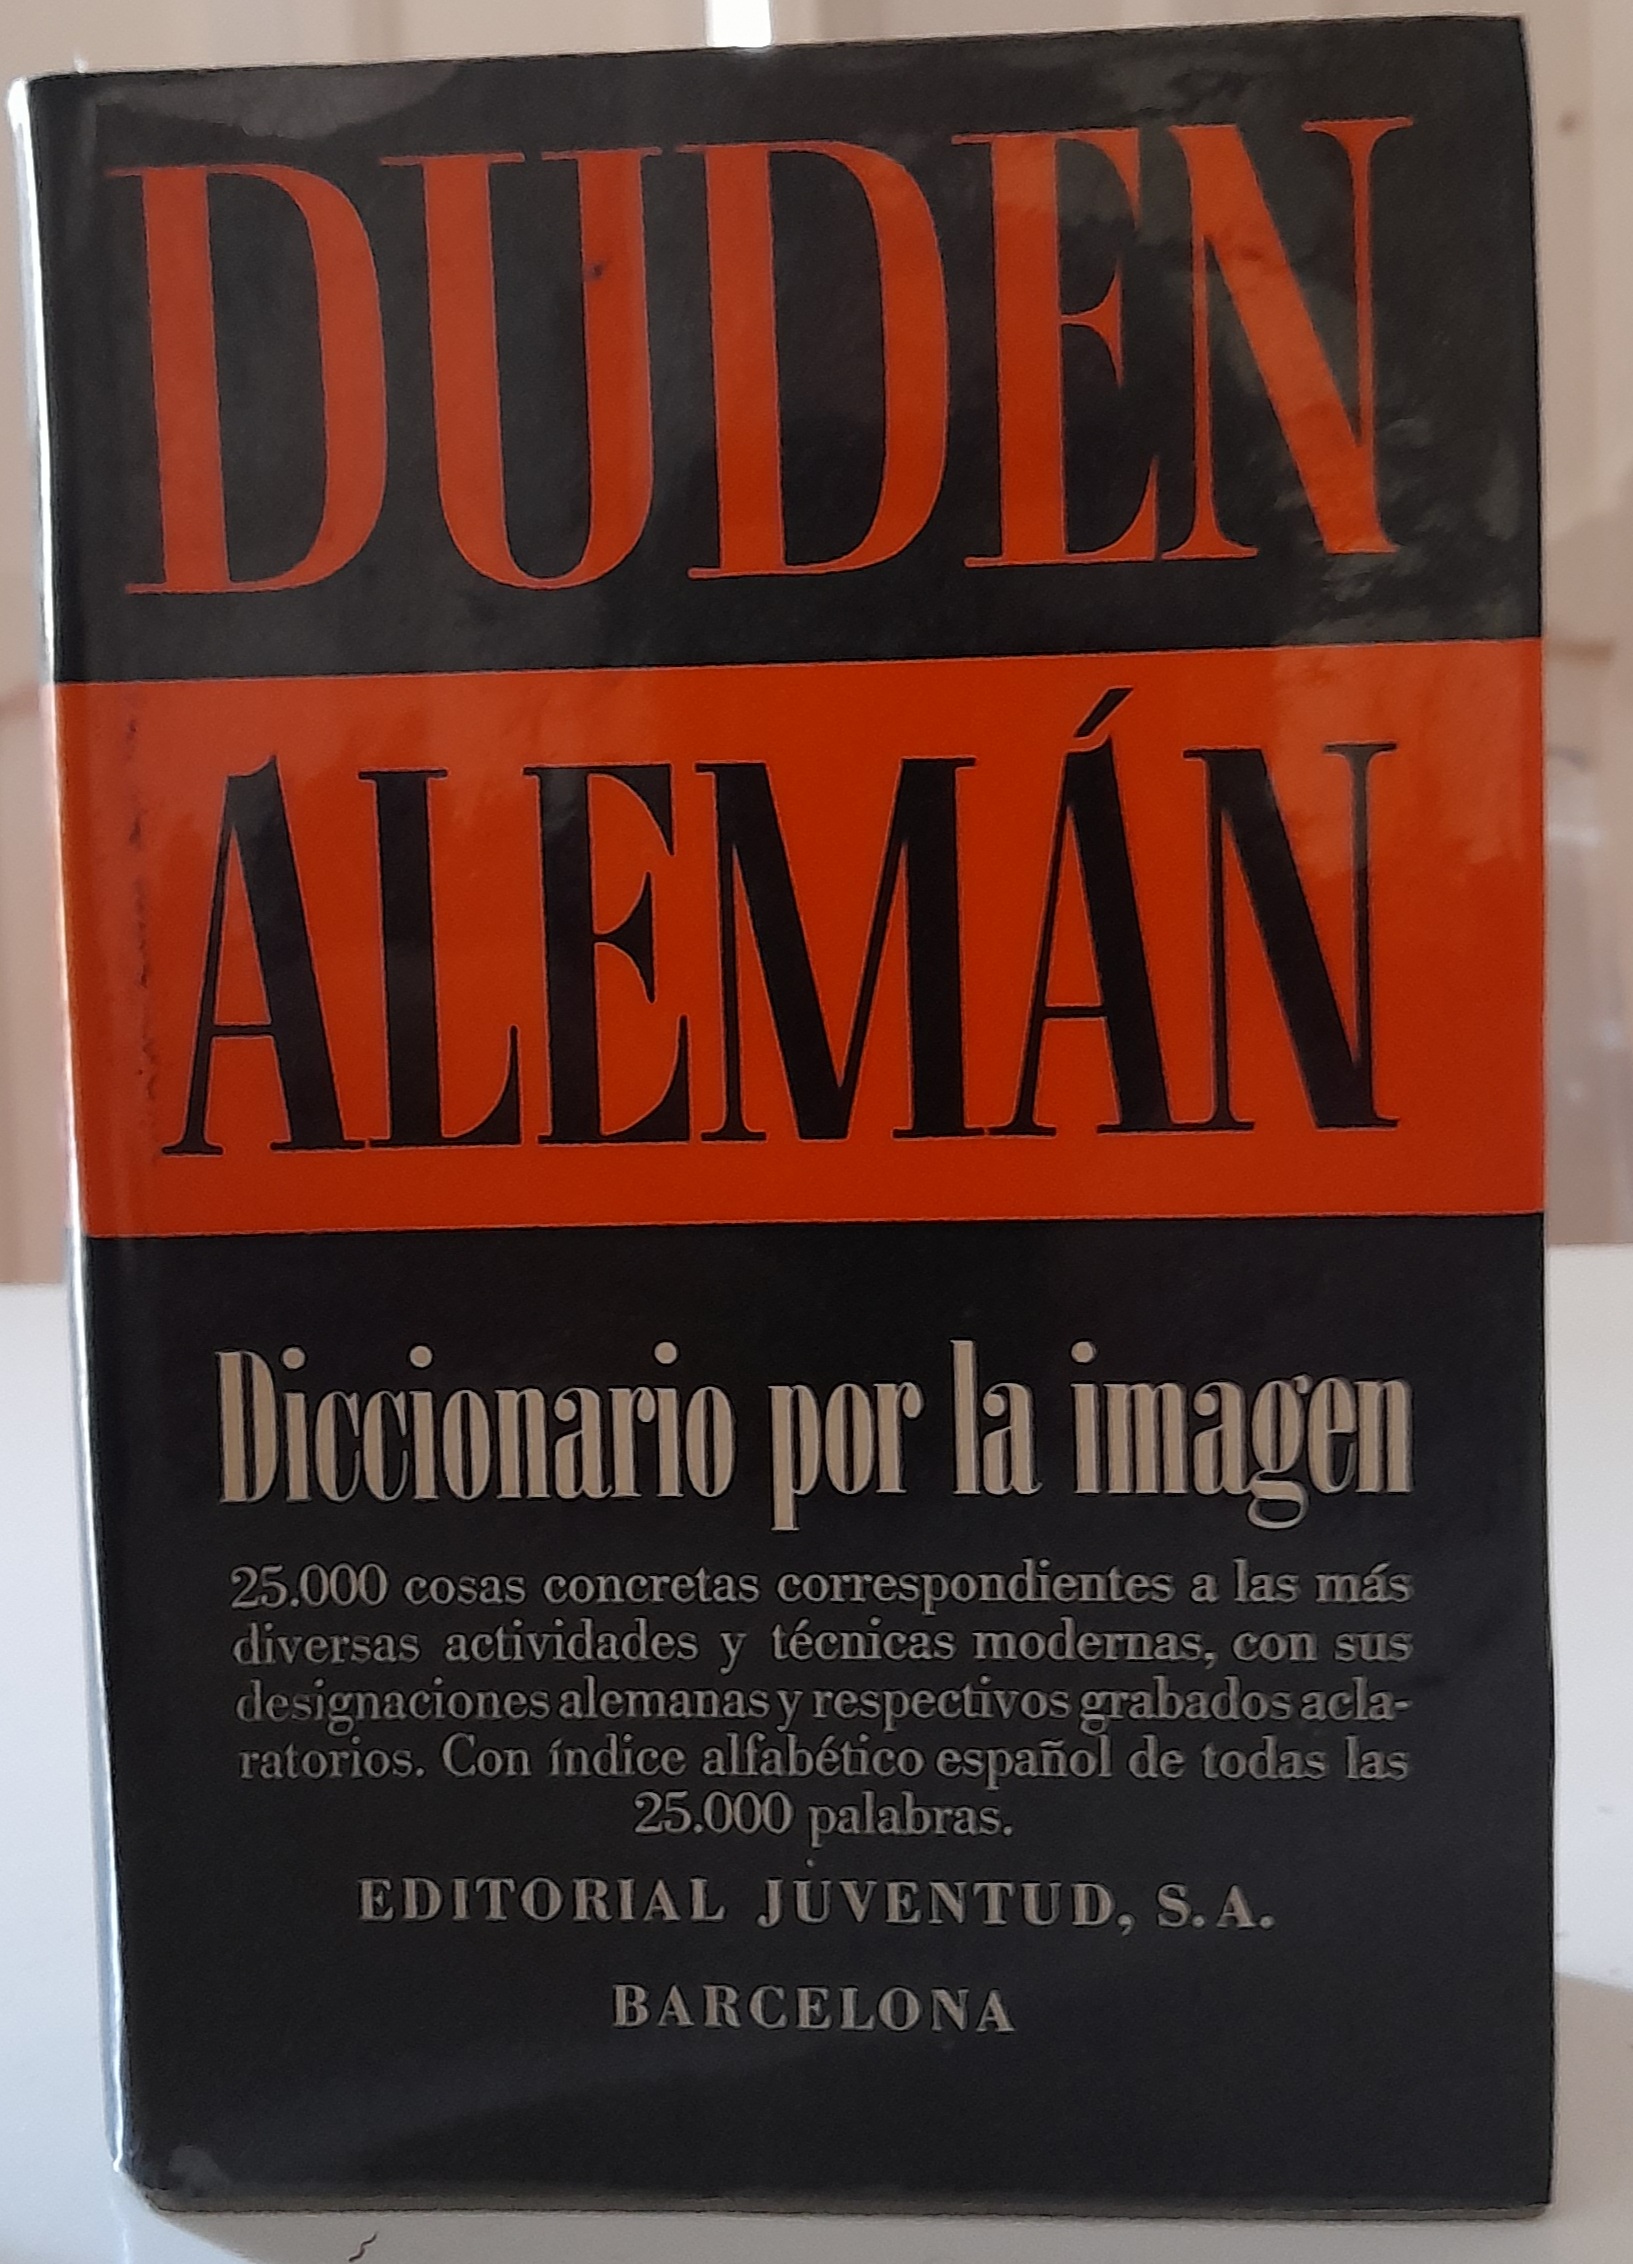 DUDEN
ALEMÁN
Diccionario por la imagen
25.000 cosas concretas correspondientes a las más
diversas actividades y técnicas modernas, con sus
designaciones alemanas y respectivos grabados acla-
ratorios. Con índice alfabético español de todas las
25.000 palabras.
EDITORIAL JUVENTUD, S.A.
BARCELONA